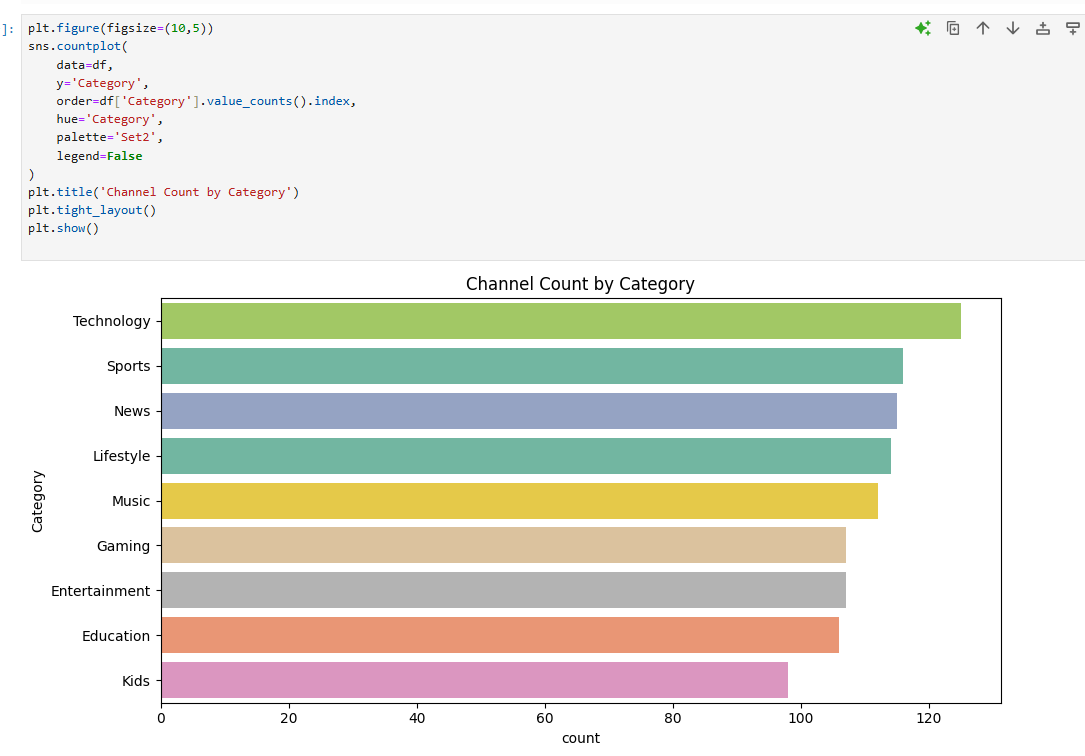 ]:
plt.figure(figsize=(10,5))
sns.countplot(
    data=df,
    y='Category',
    order=df['Category'].value_counts().index,
    hue='Category',
    palette='Set2',
    legend=False
)
plt.title('Channel Count by Category')
plt.tight_layout()
plt.show()
Channel Count by Category
Technology
Sports
News
Lifestyle
Music
Gaming
Entertainment
Education
Kids
Category
0 20 40 60 80 100 120
count